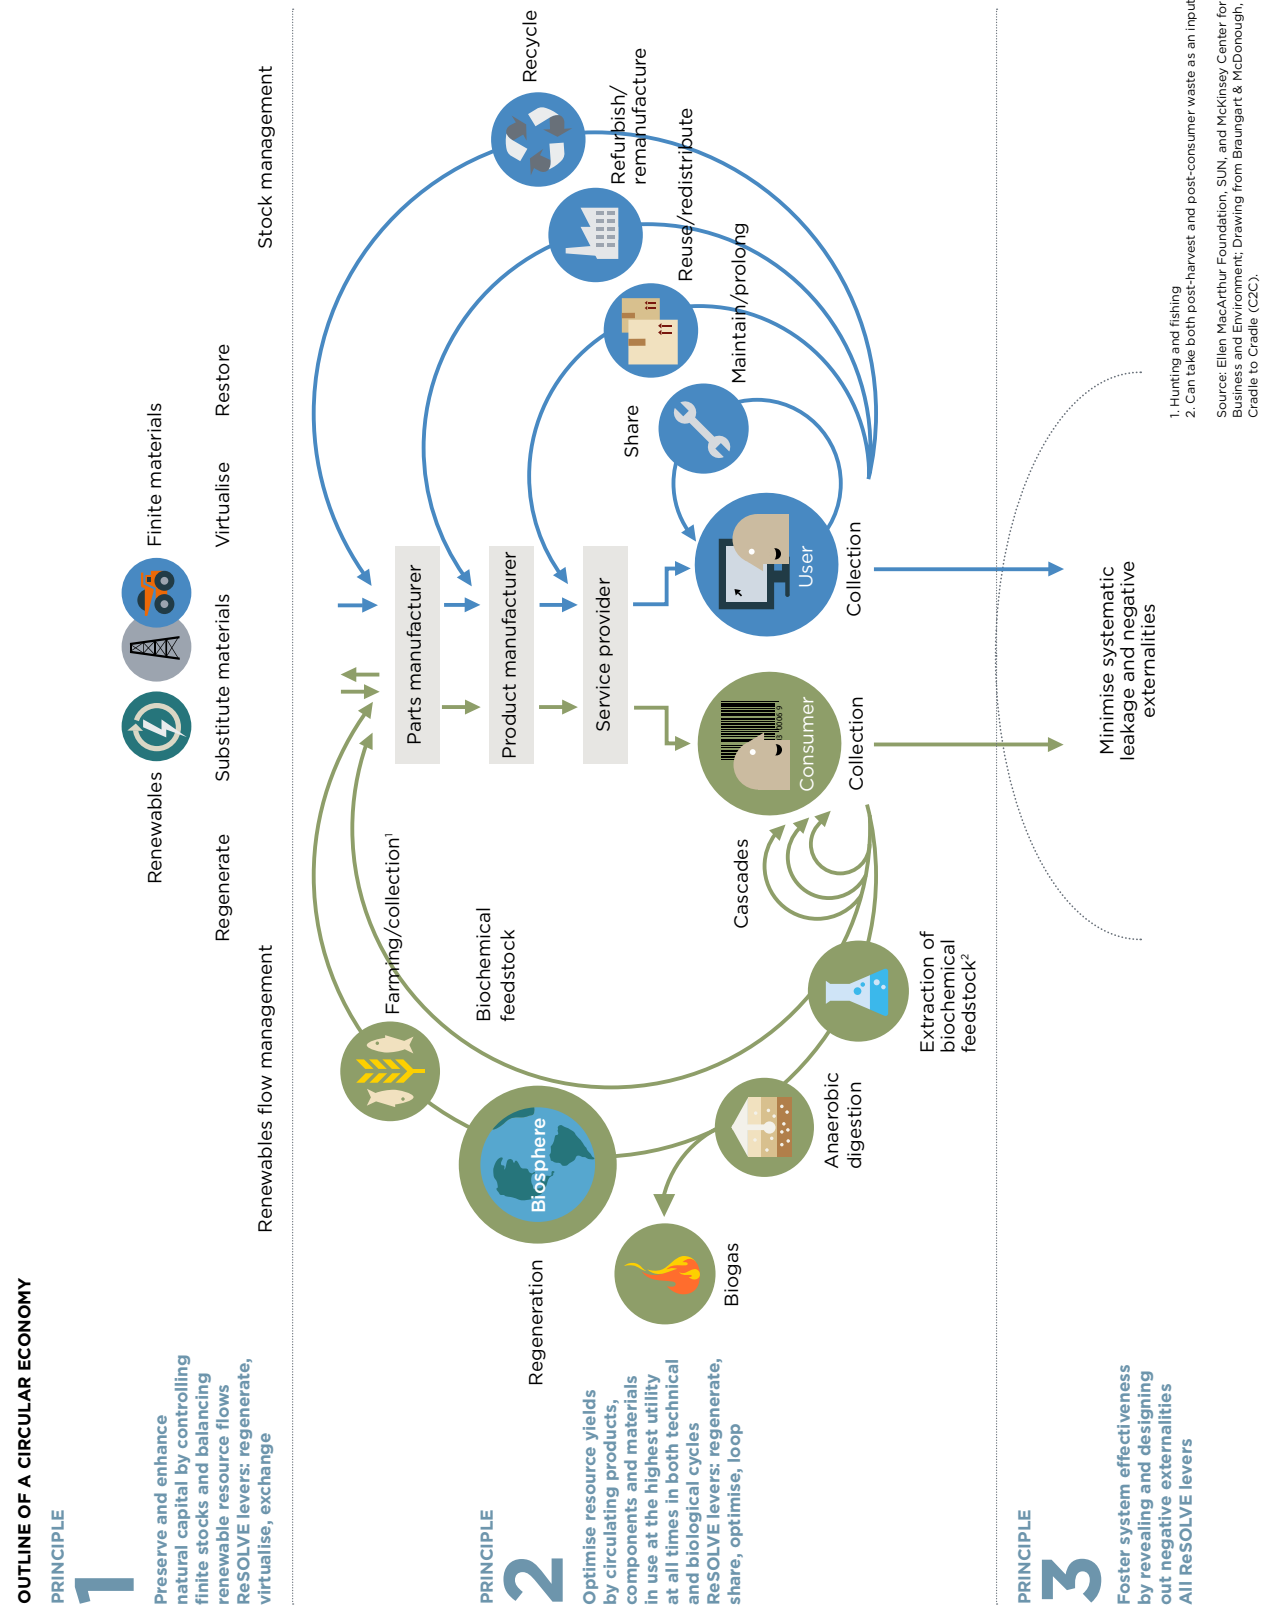 OUTLINE OF A CIRCULAR ECONOMY
PRINCIPLE
1
Preserve and enhance
natural capital by controlling
finite stocks and balancing
renewable resource flows
ReSOLVE levers: regenerate,
virtualise, exchange
Renewables
Finite materials
Regenerate
Substitute materials
Virtualise
Restore
Renewables flow management
Stock management
PRINCIPLE
2
Optimise resource yields
by circulating products,
components and materials
in use at the highest utility
at all times in both technical
and biological cycles
ReSOLVE levers: regenerate,
share, optimise, loop
Farming/collection¹
Biochemical
feedstock
Regeneration
Biosphere
Biogas
Anaerobic
digestion
Extraction of
biochemical
feedstock²
Cascades
Parts manufacturer
Product manufacturer
Service provider
Consumer
User
Collection
Collection
Share
Maintain/prolong
Reuse/redistribute
Refurbish/
remanufacture
Recycle
PRINCIPLE
3
Foster system effectiveness
by revealing and designing
out negative externalities
All ReSOLVE levers
Minimise systematic
leakage and negative
externalities
1. Hunting and fishing
2. Can take both post-harvest and post-consumer waste as an input
Source: Ellen MacArthur Foundation, SUN, and McKinsey Center for
Business and Environment; Drawing from Braungart & McDonough,
Cradle to Cradle (C2C).